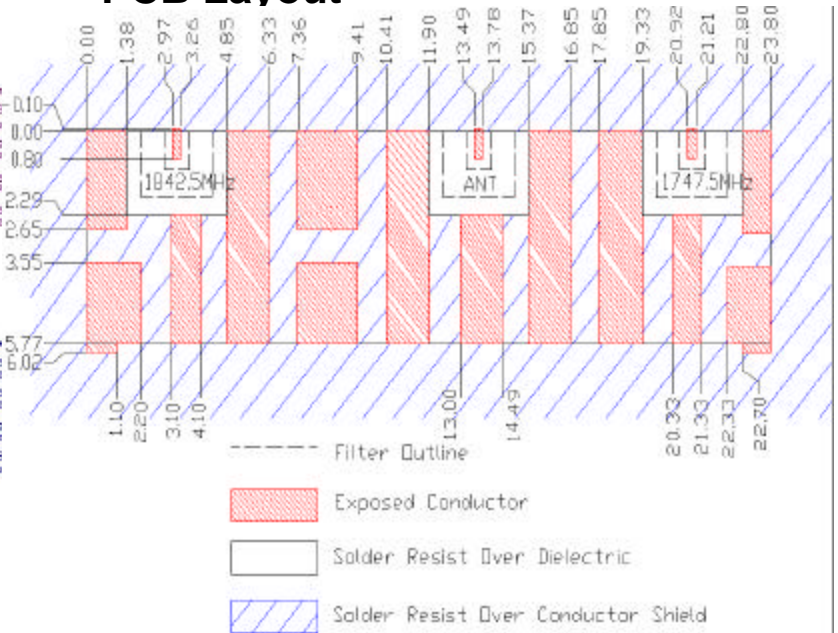 PCB Layout
0.00 1.38 2.97 3.26 4.85 6.33 7.36 9.41 10.41 11.90 13.49 13.78 15.37 16.85 17.85 19.33 20.92 21.21 22.80 23.80
0.10
0.00
0.80
1842.5MHz ANT 1747.5MHz
2.29
2.65
3.55
5.77
6.02
1.10 2.20 3.10 4.10 13.00 14.49 20.33 21.33 22.33 22.70
Filter Outline
Exposed Conductor
Solder Resist Over Dielectric
Solder Resist Over Conductor Shield